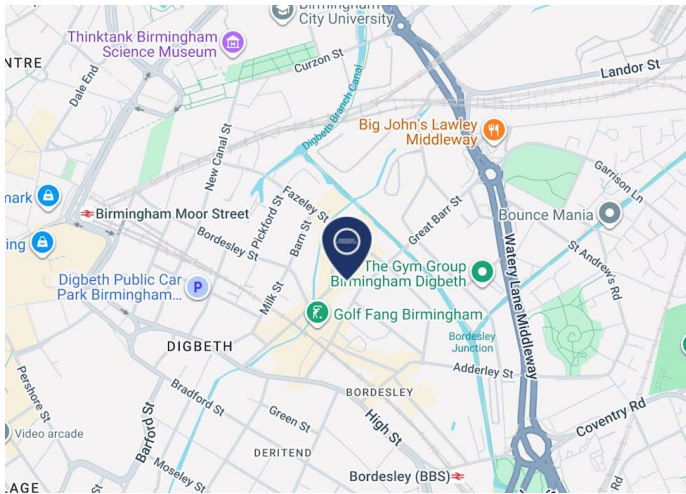 Birmingham
City University
Thinktank Birmingham
Science Museum
NTRE
Curzon St
Landor St
Dale End
Digbeth Branch Canal
Big John's Lawley
Middleway
New Canal St
Garrison Ln
mark
Fazeley St
Pickford St
Birmingham Moor Street
Great Barr St
Bounce Mania
Barn St
Bordesley St
ing
St Andrew's Rd
Watery Lane Middleway
Digbeth Public Car
Park Birmingham...
The Gym Group
Birmingham Digbeth
Milk St
Golf Fang Birmingham
Bordesley
Junction
DIGBETH
Adderley St
Pershore St
Bradford St
BORDESLEY
Coventry Rd
Green St
High St
Video arcade
Barford St
DERITEND
Moseley St
Bordesley (BBS)
LAGE